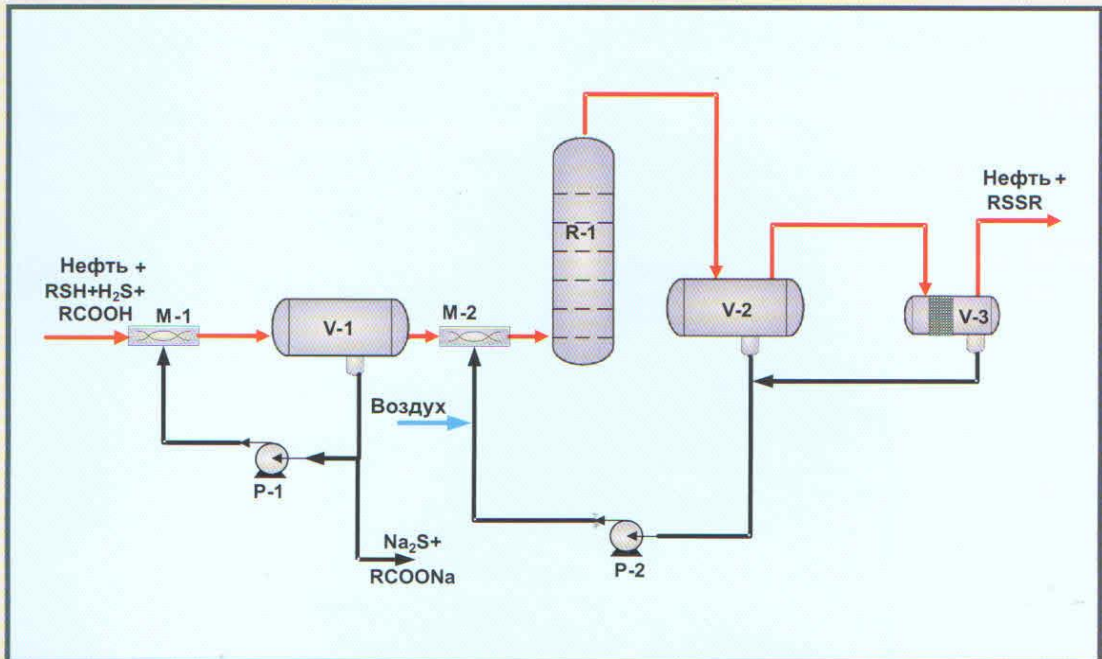 Нефть +
RSH+H₂S+
RCOOH
M-1
V-1
M-2
R-1
V-2
V-3
Нефть +
RSSR
Воздух
P-1
Na₂S+
RCOONa
P-2